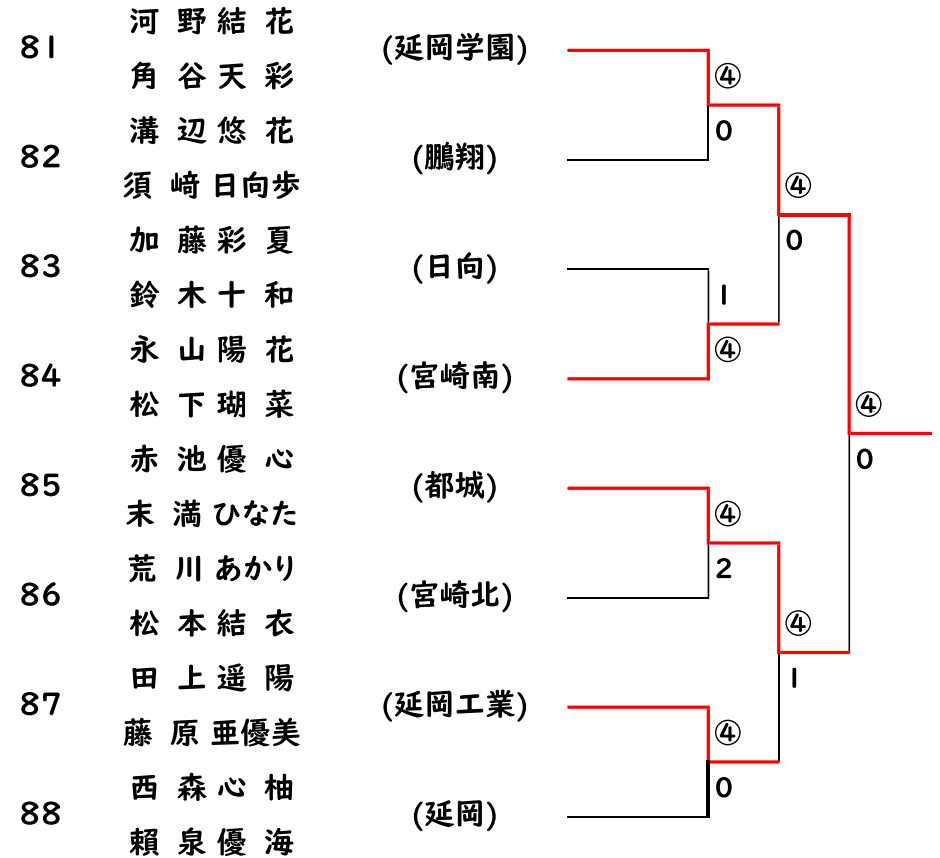 河 野 結 花
81 (延岡学園)
角 谷 天 彩
④
溝 辺 悠 花
0
82 (鵬翔)
須 﨑 日向歩
④
加 藤 彩 夏
0
83 (日向)
鈴 木 十 和
1
永 山 陽 花
④
84 (宮崎南)
松 下 瑚 菜
④
赤 池 優 心
0
85 (都城)
末 満 ひなた
④
荒 川 あかり
2
86 (宮崎北)
松 本 結 衣
④
田 上 遥 陽
1
87 (延岡工業)
藤 原 亜優美
④
西 森 心 柚
0
88 (延岡)
賴 泉 優 海